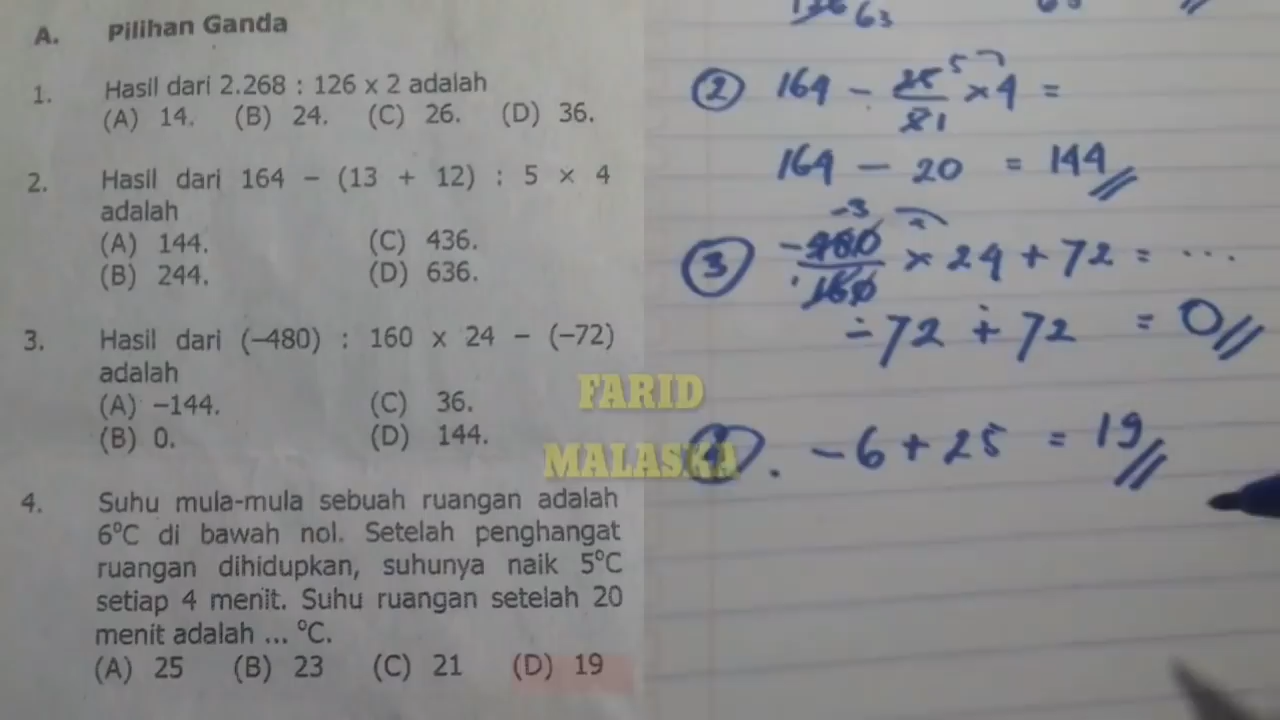 A. Pilihan Ganda
1. Hasil dari 2.268 : 126 x 2 adalah
(A) 14. (B) 24. (C) 26. (D) 36.
2. Hasil dari 164 – (13 + 12) : 5 × 4
adalah
(A) 144. (C) 436.
(B) 244. (D) 636.
3. Hasil dari (–480) : 160 x 24 – (–72)
adalah
(A) –144. (C) 36.
(B) 0. (D) 144.
4. Suhu mula-mula sebuah ruangan adalah
6°C di bawah nol. Setelah penghangat
ruangan dihidupkan, suhunya naik 5°C
setiap 4 menit. Suhu ruangan setelah 20
menit adalah ... °C.
(A) 25 (B) 23 (C) 21 (D) 19
63
2 164 - 25 5 × 4 =
1
164 - 20 = 144
-3
3 -480 × 24 + 72 = ...
160
-72 + 72 = 0
4. -6 + 25 = 19
FARID
MALASKA